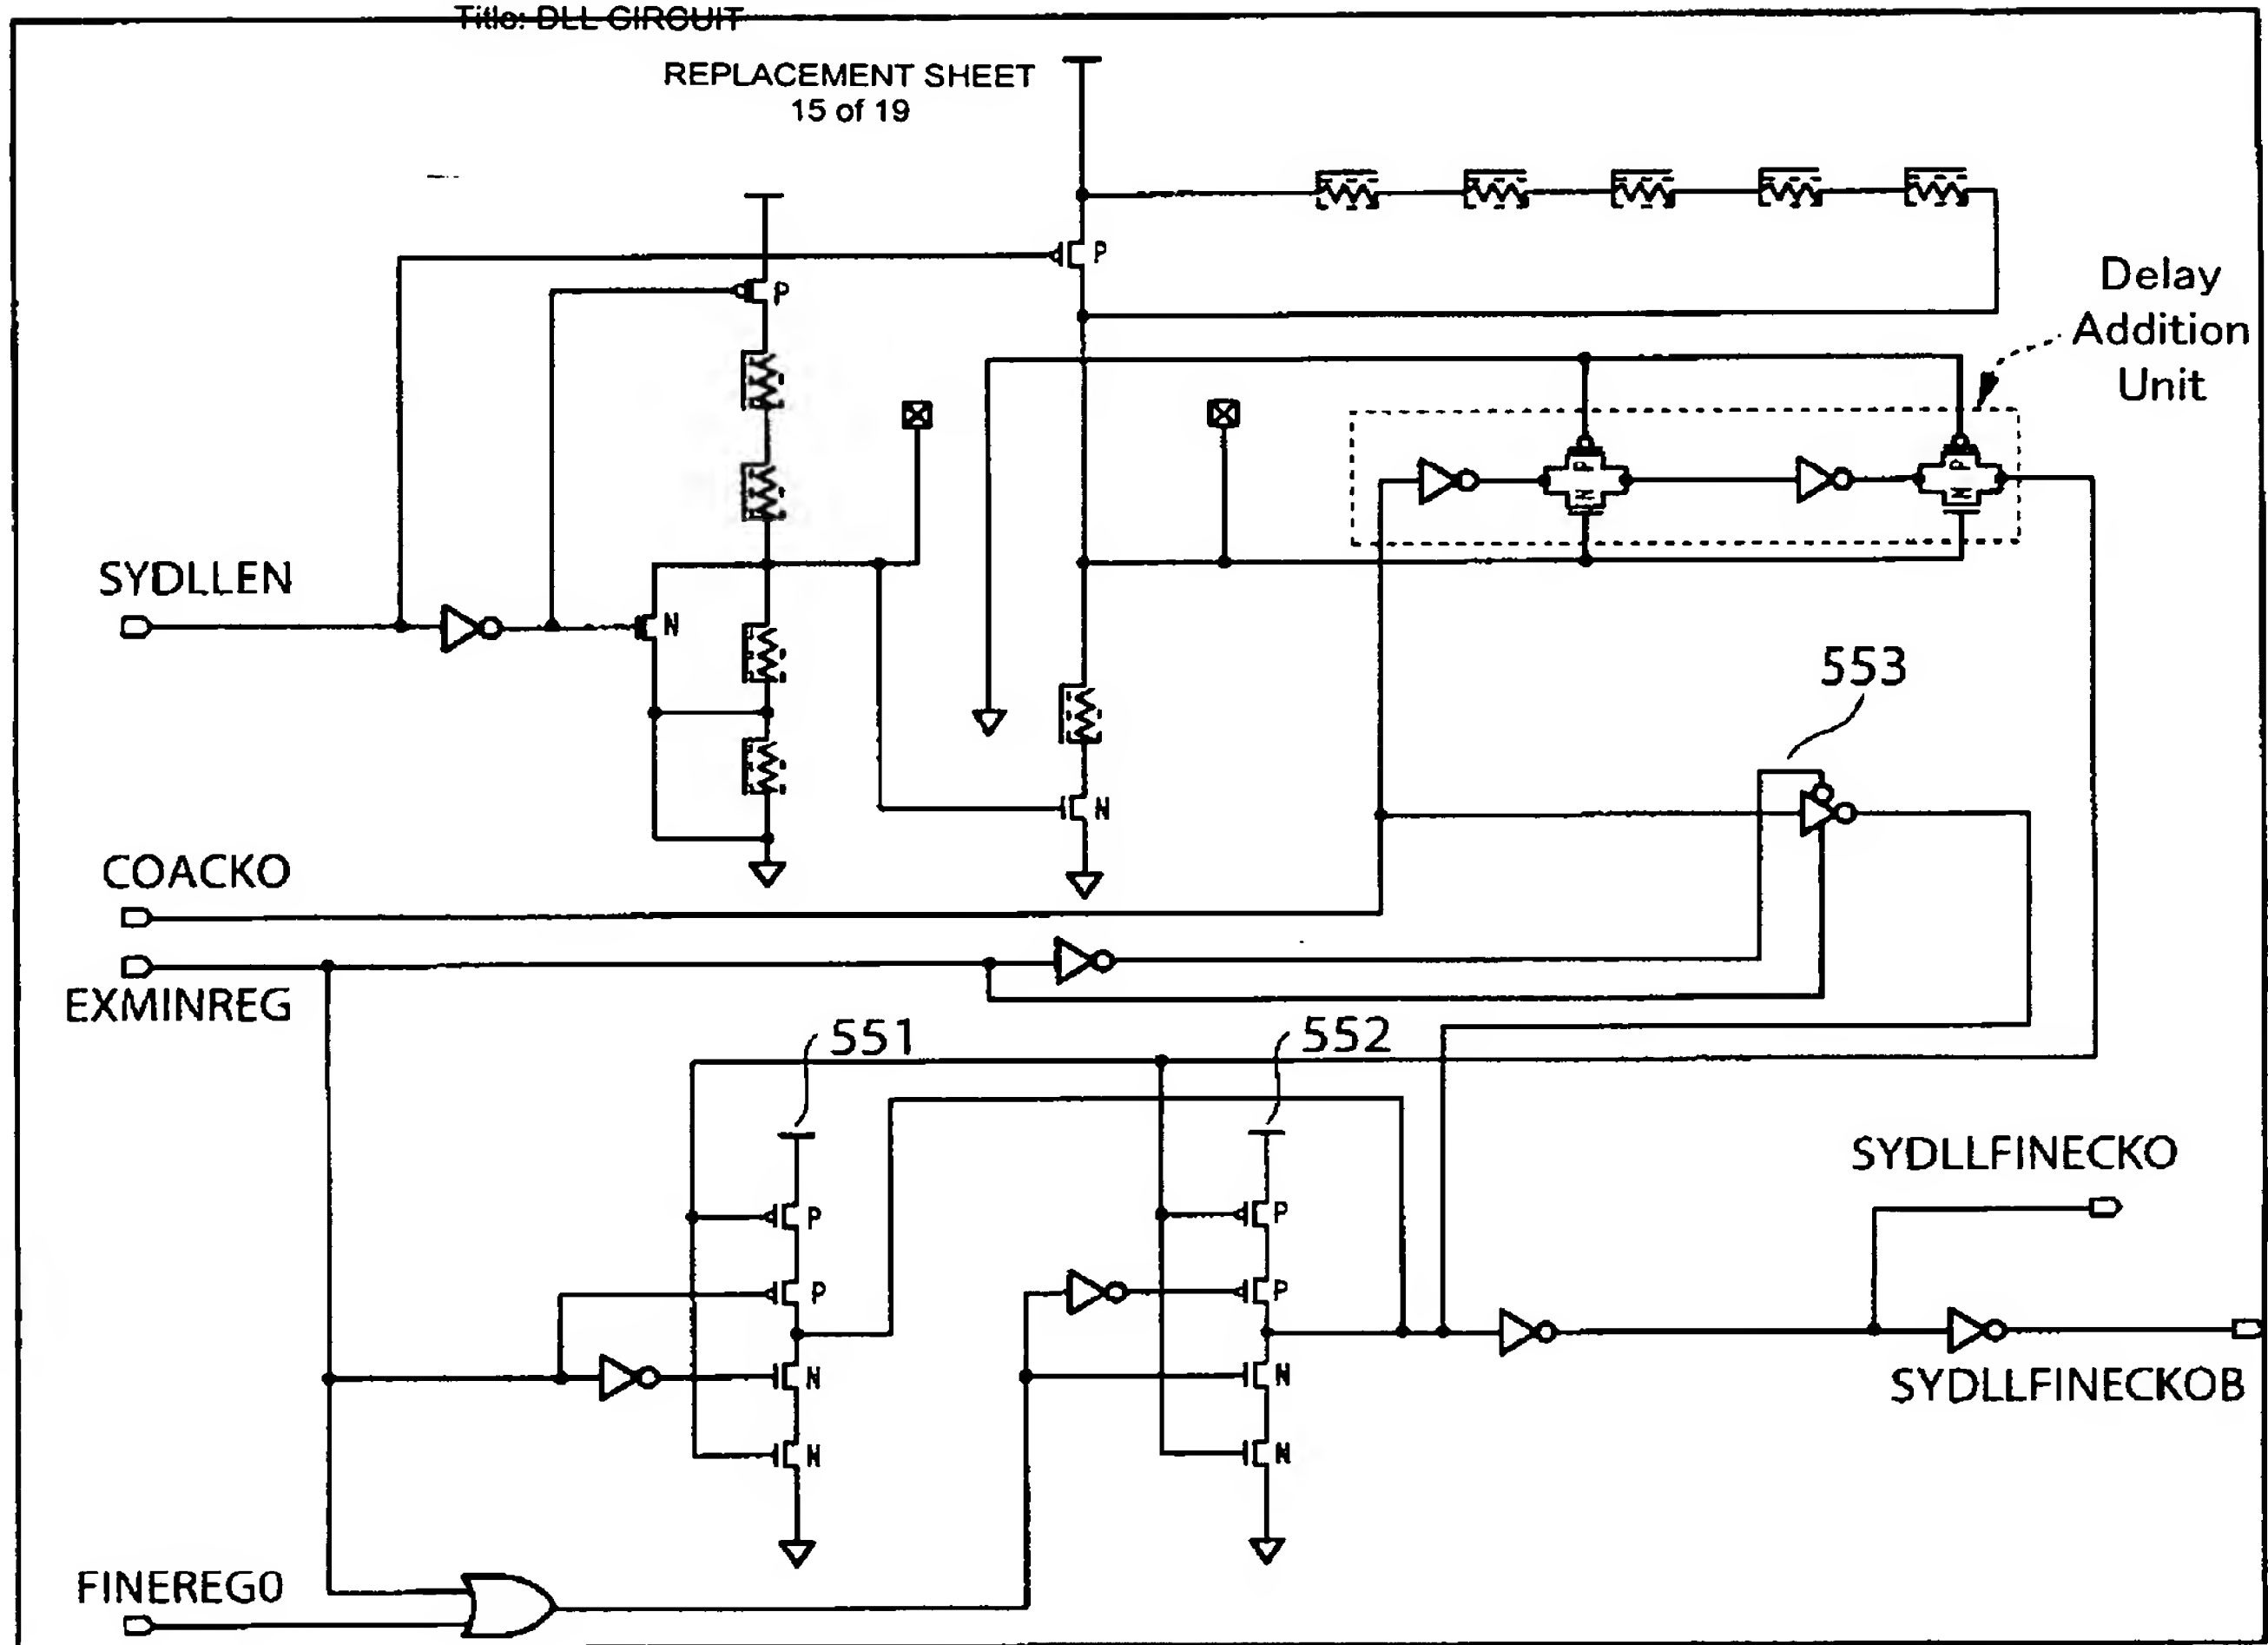 Title: DLL CIRCUIT
REPLACEMENT SHEET
15 of 19
P
P
Delay
Addition
Unit
P
N
P
N
SYDLLEN
N
553
N
COACKO
EXMINREG
551
552
SYDLLFINECKO
P
P
P
P
N
N
SYDLLFINECKOB
N
N
FINEREG0